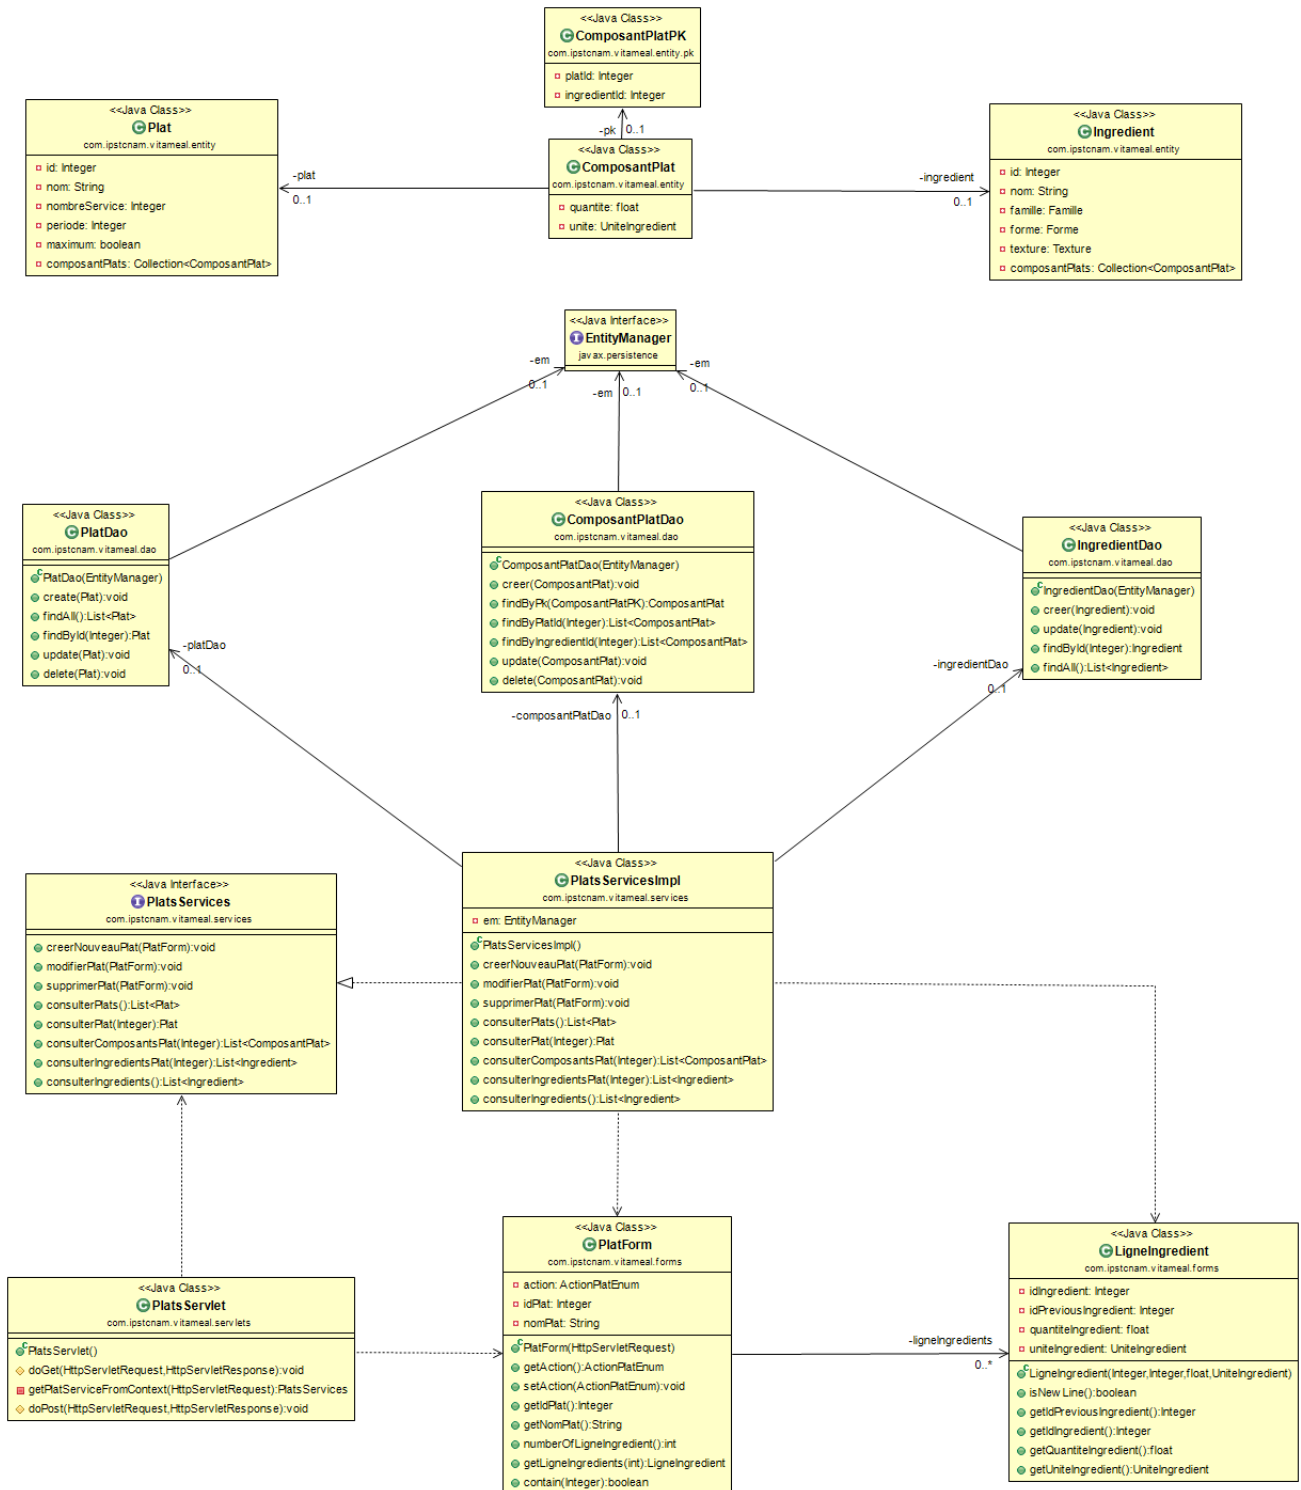 <<Java Class>>
ComposantPlatPK
com.ipstcnam.vitameal.entity.pk
platId: Integer
ingredientId: Integer
<<Java Class>>
Plat
com.ipstcnam.vitameal.entity
id: Integer
nom: String
nombreService: Integer
periode: Integer
maximum: boolean
composantPlats: Collection<ComposantPlat>
-pk 0..1
<<Java Class>>
ComposantPlat
com.ipstcnam.vitameal.entity
quantite: float
unite: UniteIngredient
-plat
0..1
-ingredient
0..1
<<Java Class>>
Ingredient
com.ipstcnam.vitameal.entity
id: Integer
nom: String
famille: Famille
forme: Forme
texture: Texture
composantPlats: Collection<ComposantPlat>
<<Java Interface>>
EntityManager
javax.persistence
-em
0..1
-em 0..1
-em
0..1
<<Java Class>>
PlatDao
com.ipstcnam.vitameal.dao
PlatDao(EntityManager)
create(Plat):void
findAll():List<Plat>
findById(Integer):Plat
update(Plat):void
delete(Plat):void
<<Java Class>>
ComposantPlatDao
com.ipstcnam.vitameal.dao
ComposantPlatDao(EntityManager)
creer(ComposantPlat):void
findByPk(ComposantPlatPK):ComposantPlat
findByPlatId(Integer):List<ComposantPlat>
findByIngredientId(Integer):List<ComposantPlat>
update(ComposantPlat):void
delete(ComposantPlat):void
<<Java Class>>
IngredientDao
com.ipstcnam.vitameal.dao
IngredientDao(EntityManager)
creer(Ingredient):void
update(Ingredient):void
findById(Integer):Ingredient
findAll():List<Ingredient>
-platDao
0..1
-composantPlatDao 0..1
-ingredientDao
0..1
<<Java Interface>>
PlatsServices
com.ipstcnam.vitameal.services
creerNouveauPlat(PlatForm):void
modifierPlat(PlatForm):void
supprimerPlat(PlatForm):void
consulterPlats():List<Plat>
consulterPlat(Integer):Plat
consulterComposantsPlat(Integer):List<ComposantPlat>
consulterIngredientsPlat(Integer):List<Ingredient>
consulterIngredients():List<Ingredient>
<<Java Class>>
PlatsServicesImpl
com.ipstcnam.vitameal.services
em: EntityManager
PlatsServicesImpl()
creerNouveauPlat(PlatForm):void
modifierPlat(PlatForm):void
supprimerPlat(PlatForm):void
consulterPlats():List<Plat>
consulterPlat(Integer):Plat
consulterComposantsPlat(Integer):List<ComposantPlat>
consulterIngredientsPlat(Integer):List<Ingredient>
consulterIngredients():List<Ingredient>
<<Java Class>>
PlatsServlet
com.ipstcnam.vitameal.servlets
PlatsServlet()
doGet(HttpServletRequest,HttpServletResponse):void
getPlatServiceFromContext(HttpServletRequest):PlatsServices
doPost(HttpServletRequest,HttpServletResponse):void
<<Java Class>>
PlatForm
com.ipstcnam.vitameal.forms
action: ActionPlatEnum
idPlat: Integer
nomPlat: String
PlatForm(HttpServletRequest)
getAction():ActionPlatEnum
setAction(ActionPlatEnum):void
getIdPlat():Integer
getNomPlat():String
numberOfLigneIngredient():int
getLigneIngredients(int):LigneIngredient
contain(Integer):boolean
-ligneIngredients
0..*
<<Java Class>>
LigneIngredient
com.ipstcnam.vitameal.forms
idIngredient: Integer
idPreviousIngredient: Integer
quantiteIngredient: float
uniteIngredient: UniteIngredient
LigneIngredient(Integer,Integer,float,UniteIngredient)
isNewLine():boolean
getIdPreviousIngredient():Integer
getIdIngredient():Integer
getQuantiteIngredient():float
getUniteIngredient():UniteIngredient